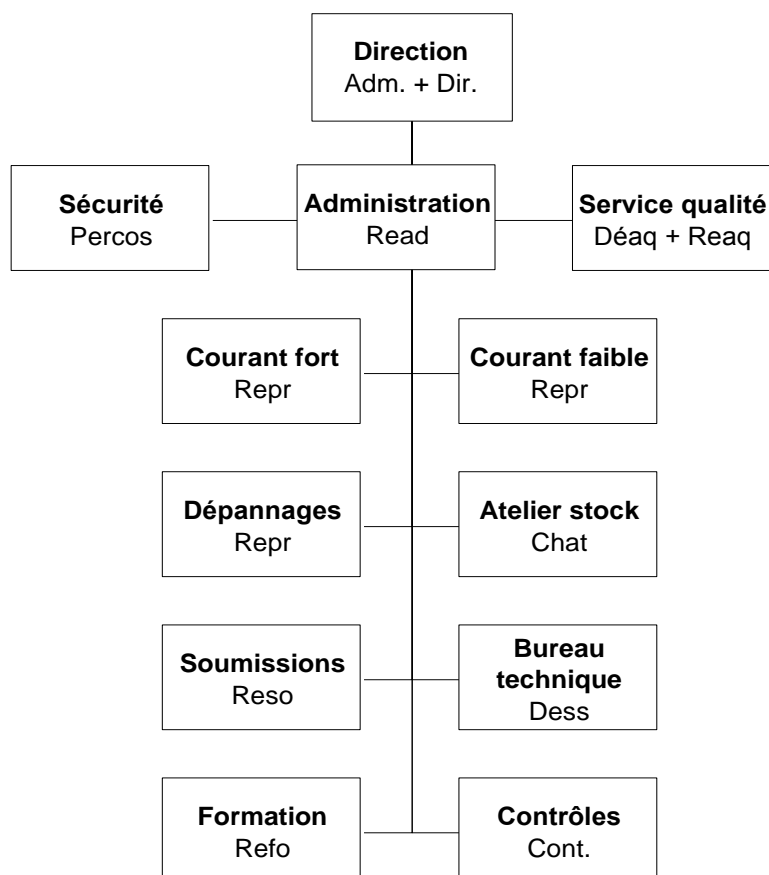 Direction
Adm. + Dir.
Sécurité
Percos
Administration
Read
Service qualité
Déaq + Reaq
Courant fort
Repr
Courant faible
Repr
Dépannages
Repr
Atelier stock
Chat
Soumissions
Reso
Bureau
technique
Dess
Formation
Refo
Contrôles
Cont.